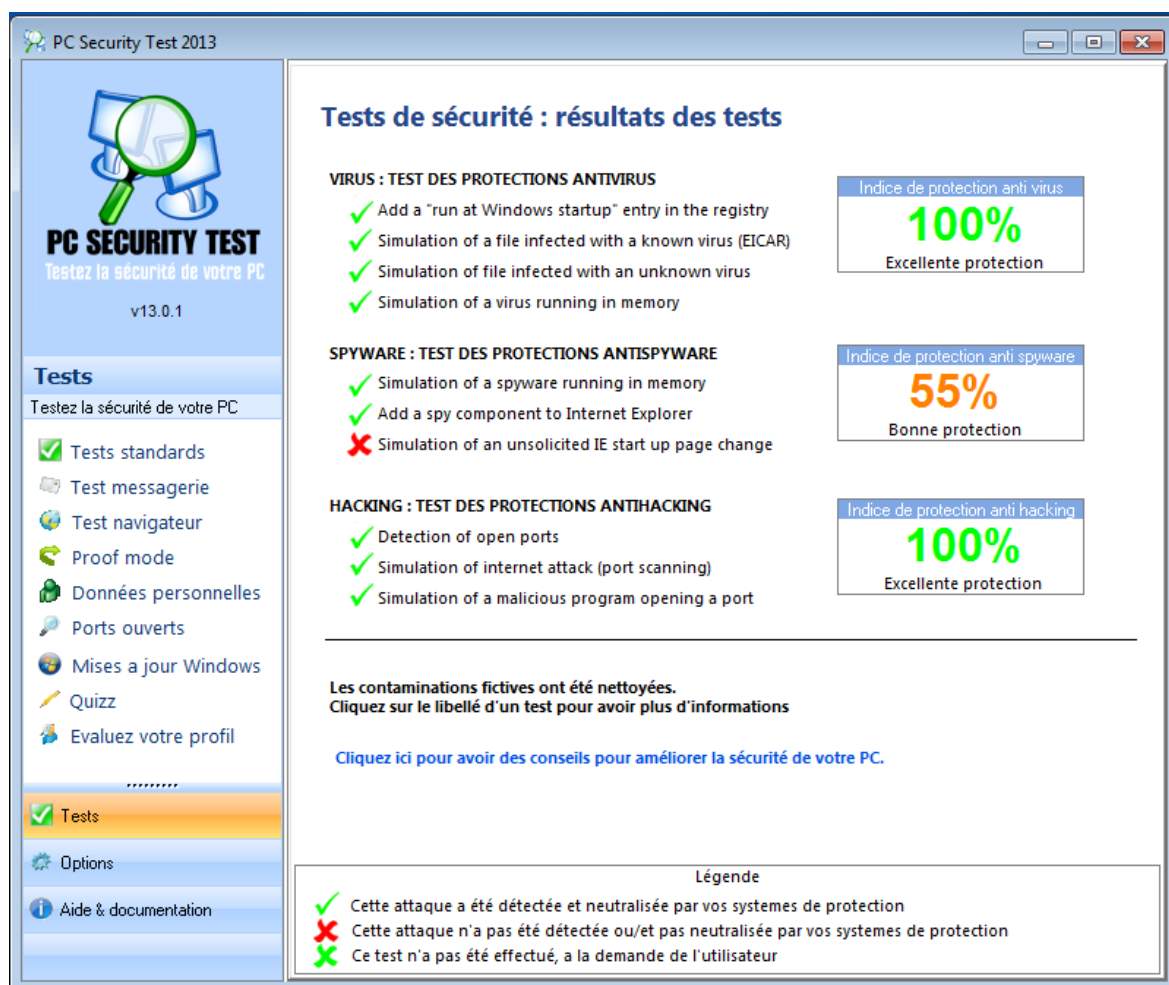 PC Security Test 2013
PC SECURITY TEST
Testez la sécurité de votre PC
v13.0.1
Tests
Testez la sécurité de votre PC
Tests standards
Test messagerie
Test navigateur
Proof mode
Données personnelles
Ports ouverts
Mises a jour Windows
Quizz
Evaluez votre profil
Tests
Options
Aide & documentation
Tests de sécurité : résultats des tests
VIRUS : TEST DES PROTECTIONS ANTIVIRUS
Add a "run at Windows startup" entry in the registry
Simulation of a file infected with a known virus (EICAR)
Simulation of file infected with an unknown virus
Simulation of a virus running in memory
Indice de protection anti virus
100%
Excellente protection
SPYWARE : TEST DES PROTECTIONS ANTISPYWARE
Simulation of a spyware running in memory
Add a spy component to Internet Explorer
Simulation of an unsolicited IE start up page change
Indice de protection anti spyware
55%
Bonne protection
HACKING : TEST DES PROTECTIONS ANTIHACKING
Detection of open ports
Simulation of internet attack (port scanning)
Simulation of a malicious program opening a port
Indice de protection anti hacking
100%
Excellente protection
Les contaminations fictives ont été nettoyées.
Cliquez sur le libellé d'un test pour avoir plus d'informations
Cliquez ici pour avoir des conseils pour améliorer la sécurité de votre PC.
Légende
Cette attaque a été détectée et neutralisée par vos systemes de protection
Cette attaque n'a pas été détectée ou/et pas neutralisée par vos systemes de protection
Ce test n'a pas été effectué, a la demande de l'utilisateur